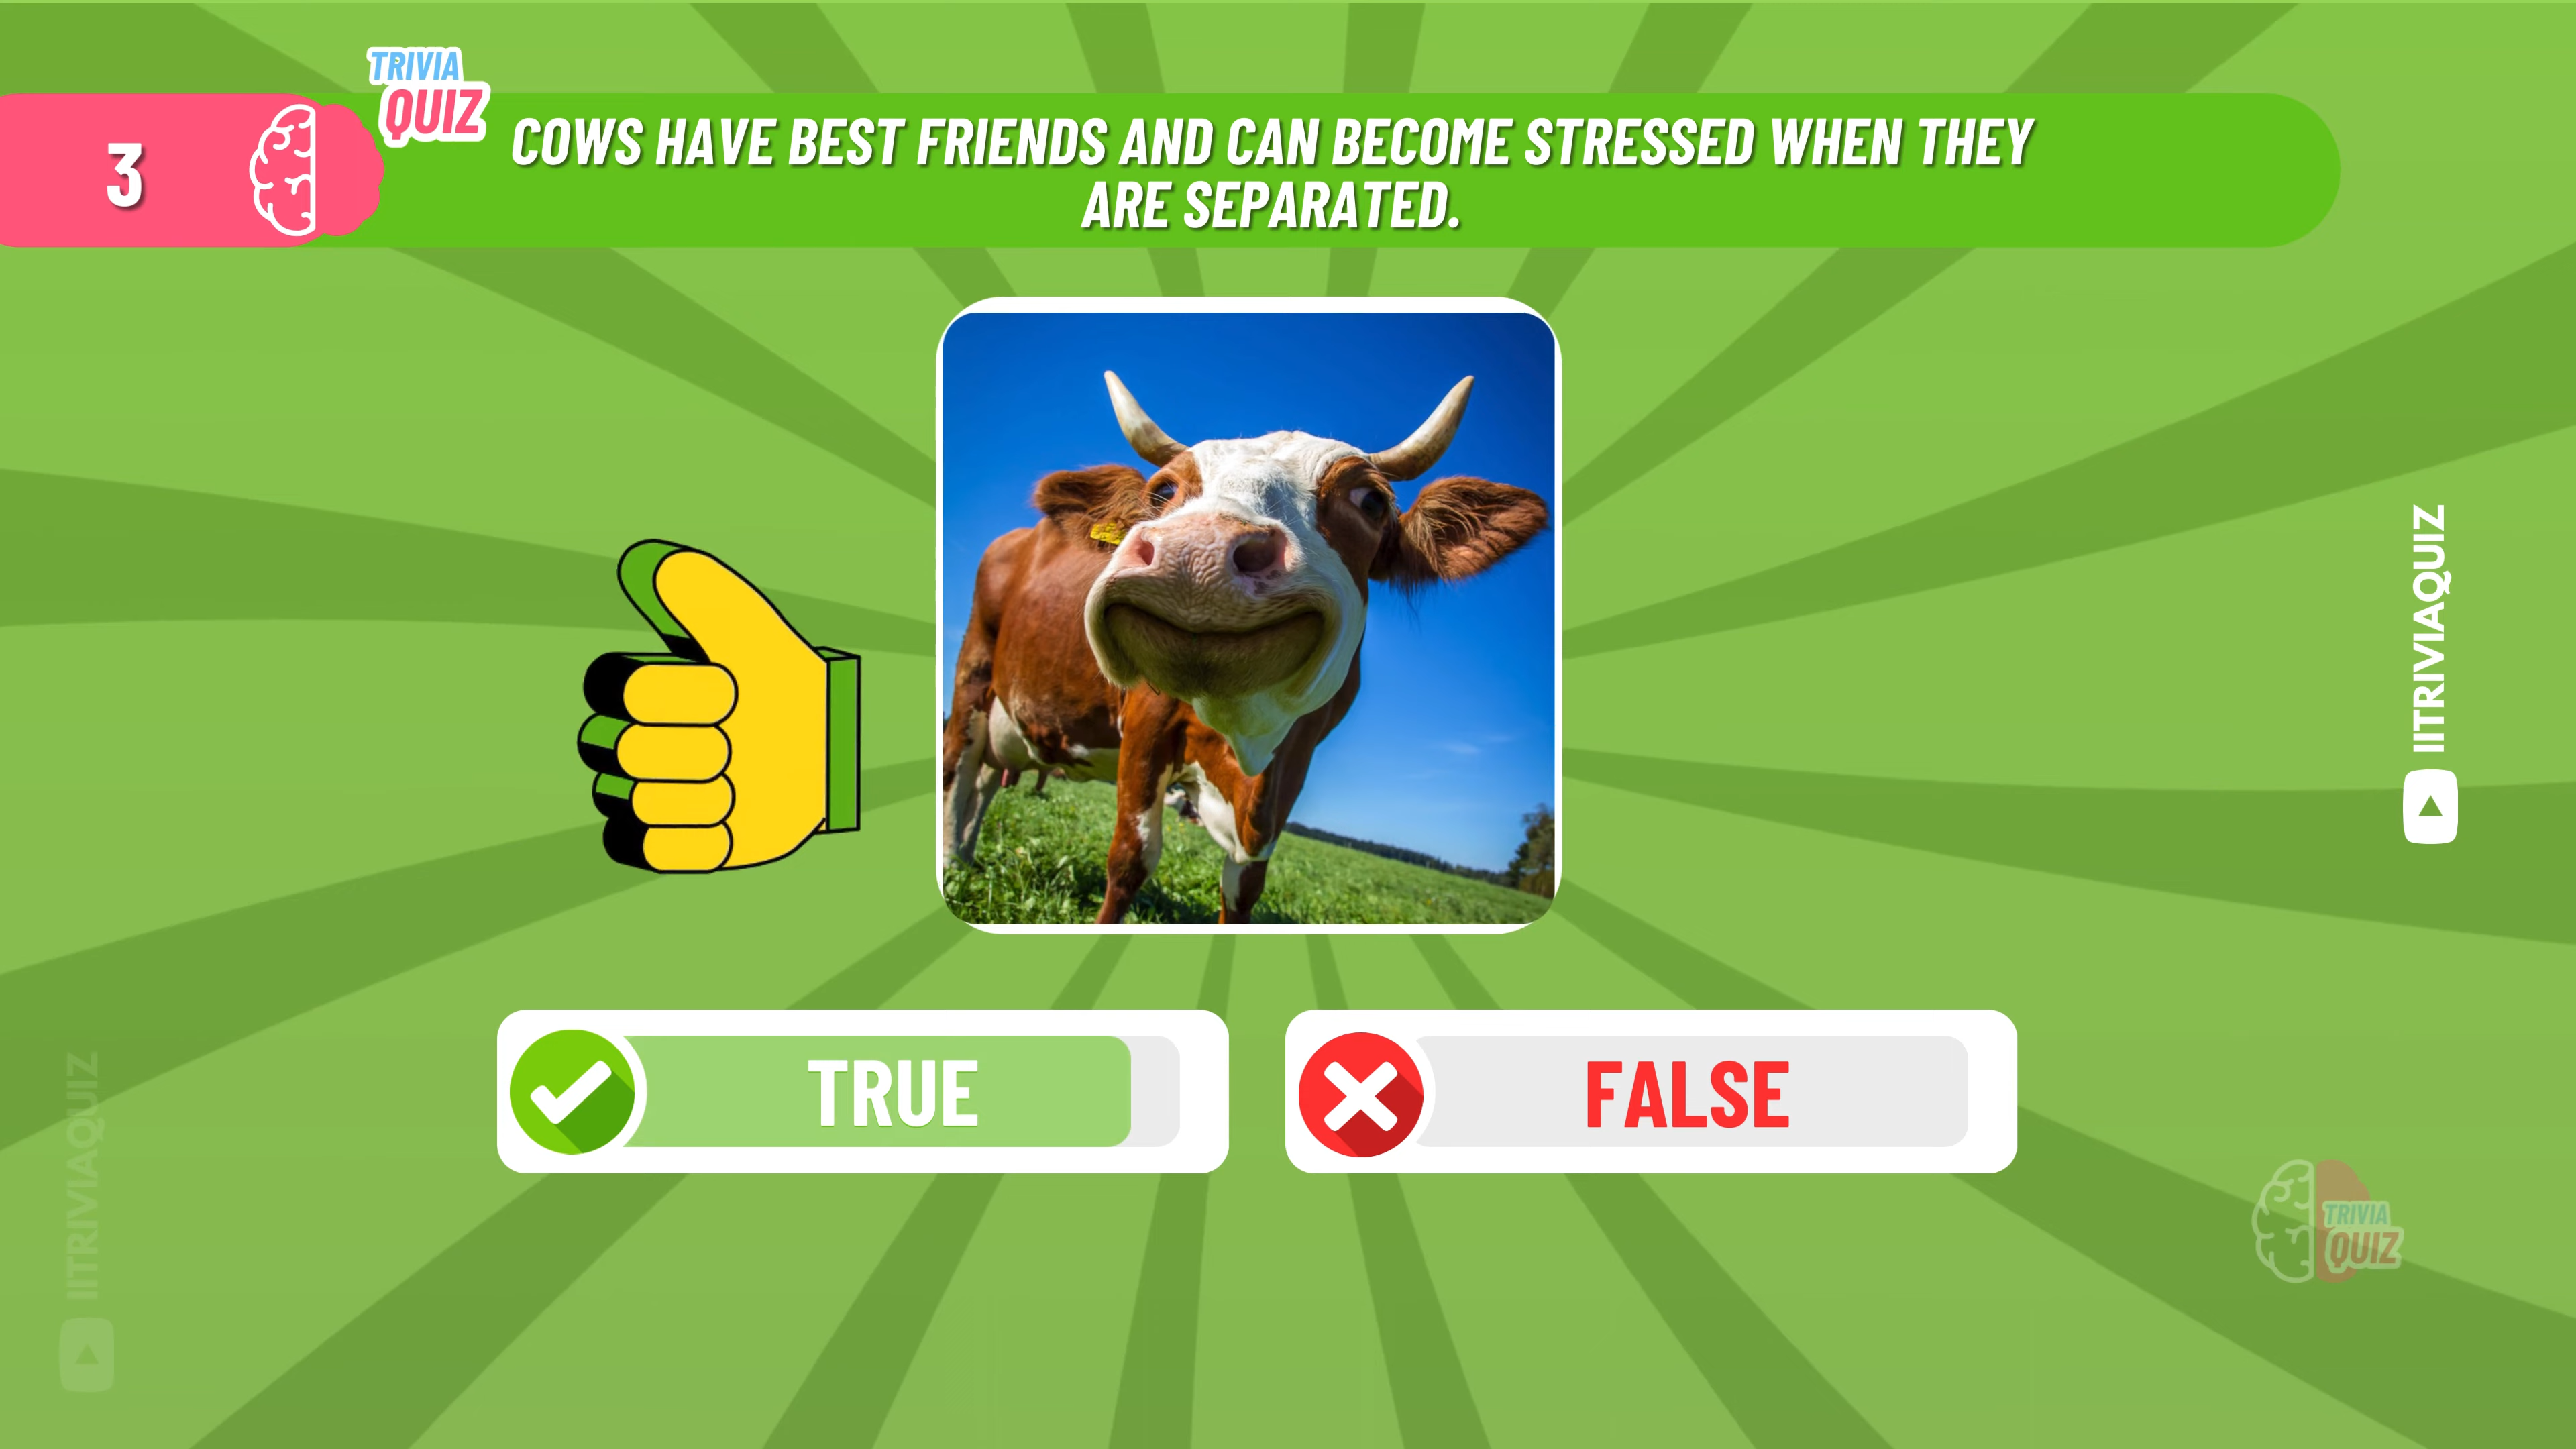 TRIVIA
QUIZ
3
COWS HAVE BEST FRIENDS AND CAN BECOME STRESSED WHEN THEY
ARE SEPARATED.
IITRIVIAQUIZ
TRUE
FALSE
IITRIVIAQUIZ
TRIVIA
QUIZ